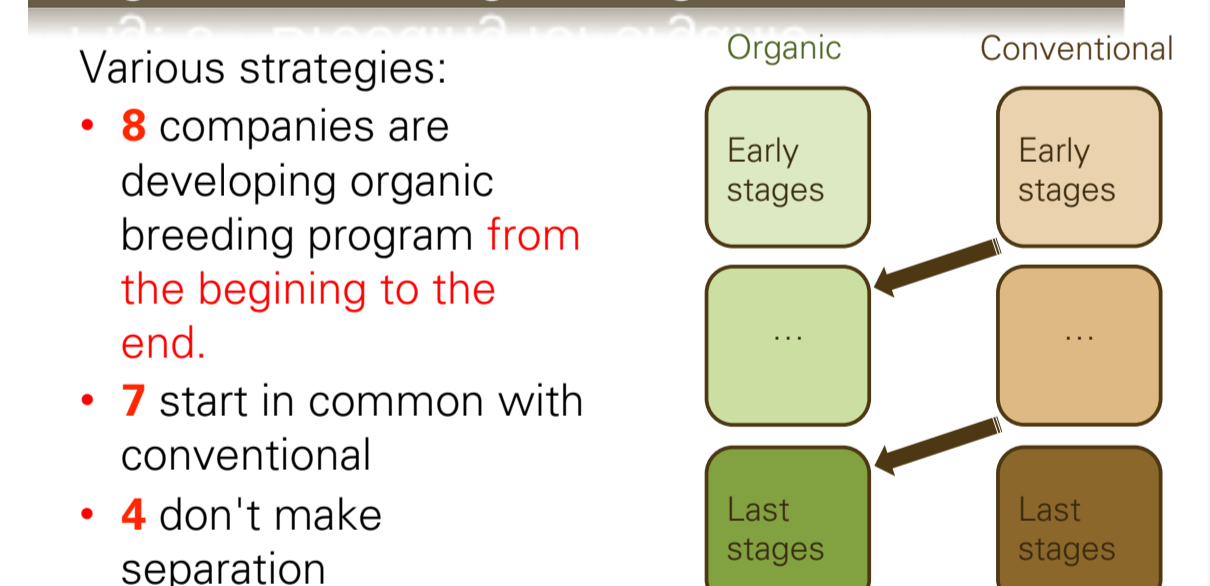 Various strategies:
• 8 companies are
developing organic
breeding program from
the begining to the
end.
• 7 start in common with
conventional
• 4 don't make
separation
Organic
Conventional
Early
stages
Early
stages
...
...
Last
stages
Last
stages